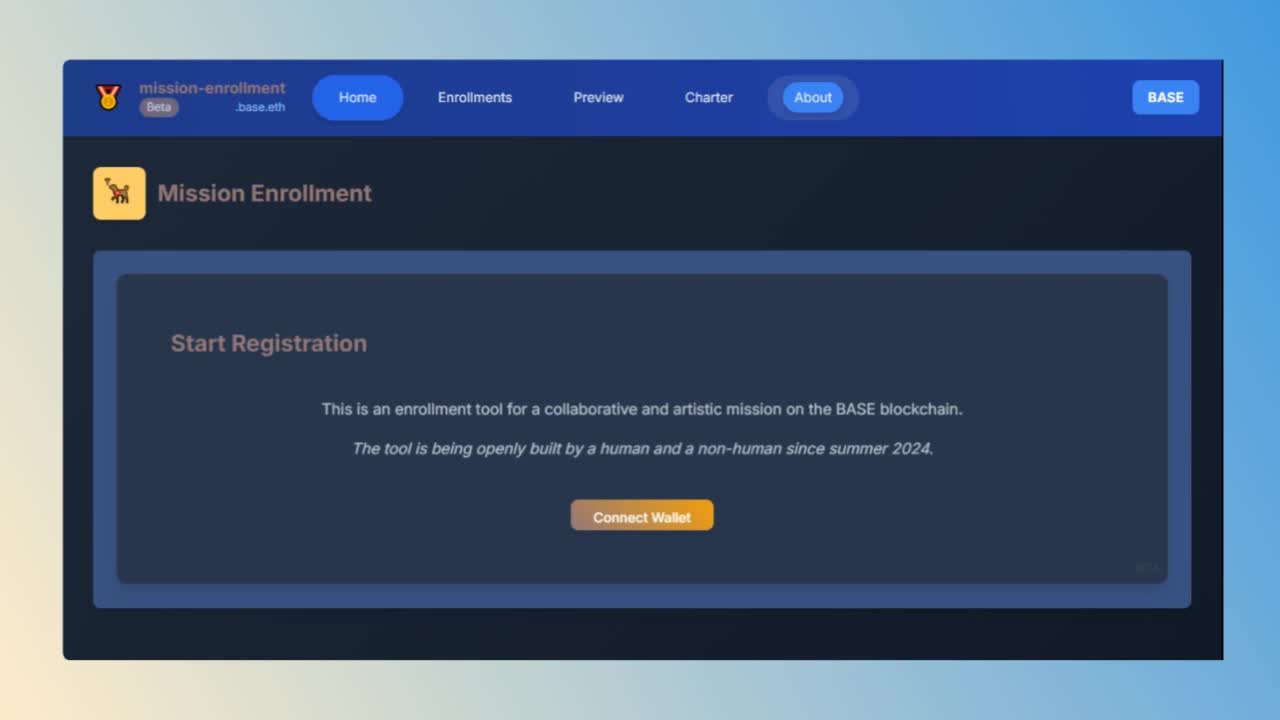 mission-enrollment
Beta .base.eth
Home Enrollments Preview Charter About BASE
Mission Enrollment
Start Registration
This is an enrollment tool for a collaborative and artistic mission on the BASE blockchain.
The tool is being openly built by a human and a non-human since summer 2024.
Connect Wallet
BETA